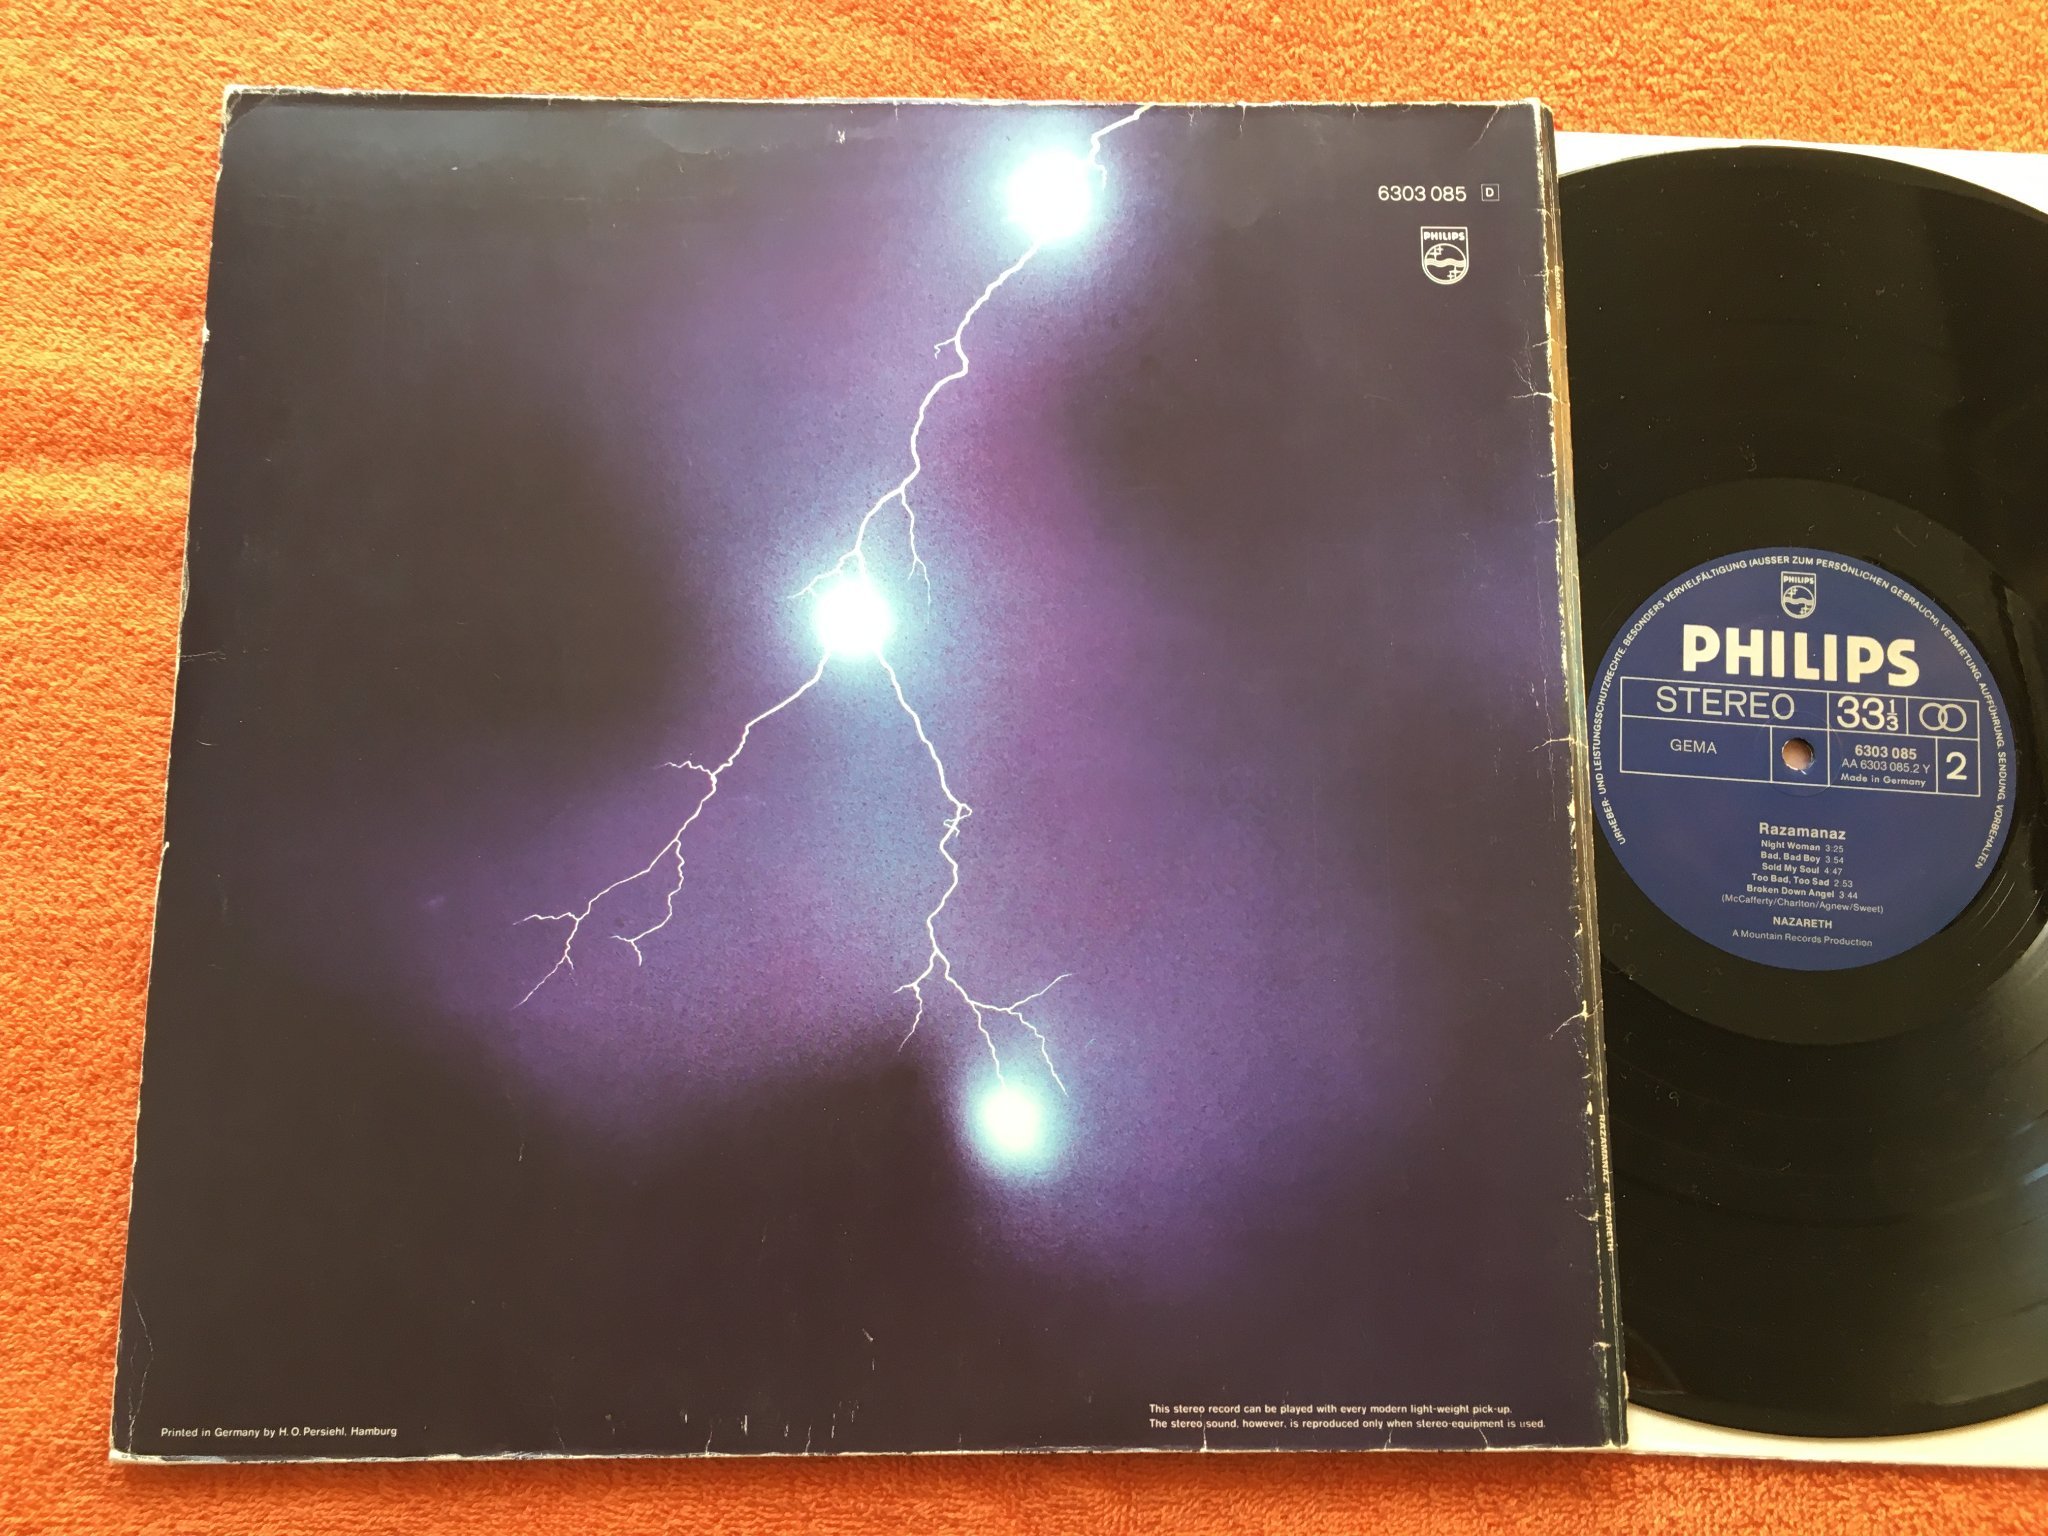 6303 085 D
PHILIPS
This stereo record can be played with every modern light-weight pick-up.
The stereo sound, however, is reproduced only when stereo-equipment is used.
Printed in Germany by H. O. Persiehl, Hamburg
RAZAMANAZ · NAZARETH
URHEBER- UND LEISTUNGSSCHUTZRECHTE, BESONDERS VERVIELFÄLTIGUNG (AUSSER ZUM PERSÖNLICHEN GEBRAUCH), VERMIETUNG, AUFFÜHRUNG, SENDUNG, VORBEHALTEN
PHILIPS
PHILIPS
STEREO 33⅓
GEMA
6303 085
AA 6303 085.2 Y
Made in Germany
2
Razamanaz
Night Woman 3:25
Bad, Bad Boy 3:54
Sold My Soul 4:47
Too Bad, Too Sad 2:53
Broken Down Angel 3:44
(McCafferty/Charlton/Agnew/Sweet)
NAZARETH
A Mountain Records Production